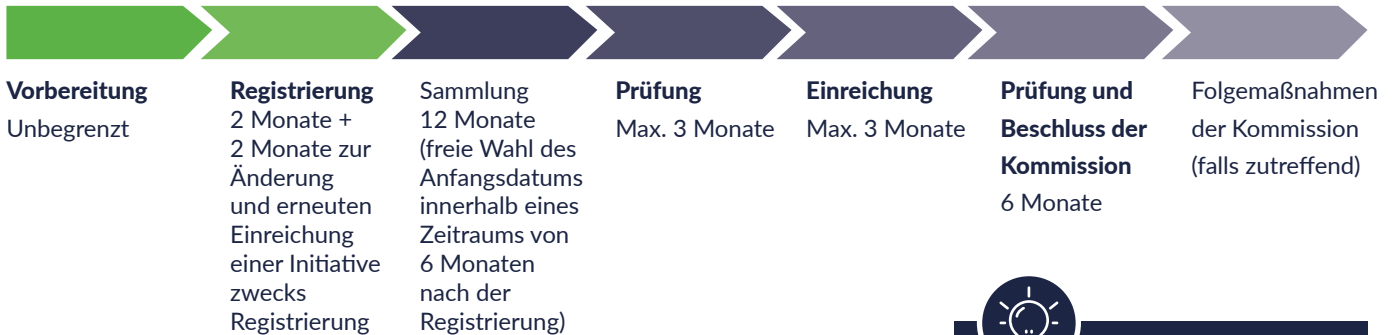 Vorbereitung
Unbegrenzt
Registrierung
2 Monate +
2 Monate zur
Änderung
und erneuten
Einreichung
einer Initiative
zwecks
Registrierung
Sammlung
12 Monate
(freie Wahl des
Anfangsdatums
innerhalb eines
Zeitraums von
6 Monaten
nach der
Registrierung)
Prüfung
Max. 3 Monate
Einreichung
Max. 3 Monate
Prüfung und
Beschluss der
Kommission
6 Monate
Folgemaßnahmen
der Kommission
(falls zutreffend)